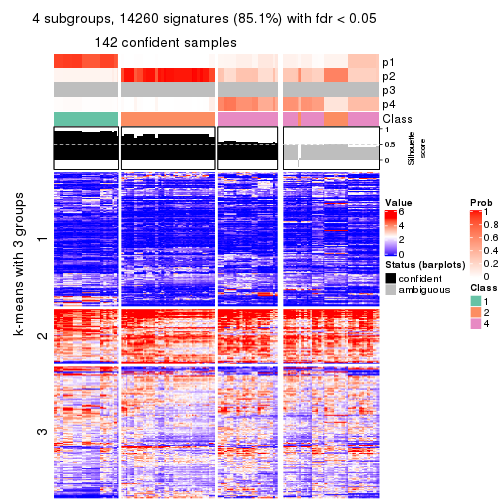 4 subgroups, 14260 signatures (85.1%) with fdr < 0.05
142 confident samples
p1
p2
p3
p4
Class
1
0.5
0
Silhouette
score
k-means with 3 groups
1
2
3
Value
6
4
2
0
Status (barplots)
confident
ambiguous
Prob
1
0.8
0.6
0.4
0.2
0
Class
1
2
4